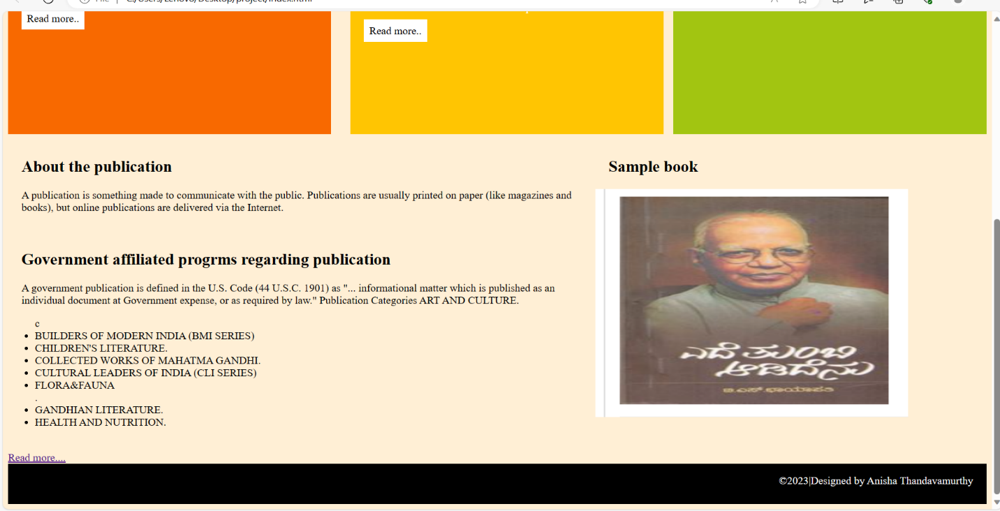 C:/Users/Lenovo/Desktop/project/index.html
Read more..
Read more..
About the publication
A publication is something made to communicate with the public. Publications are usually printed on paper (like magazines and
books), but online publications are delivered via the Internet.
Sample book
Government affiliated progrms regarding publication
A government publication is defined in the U.S. Code (44 U.S.C. 1901) as "... informational matter which is published as an
individual document at Government expense, or as required by law." Publication Categories ART AND CULTURE.
c
BUILDERS OF MODERN INDIA (BMI SERIES)
CHILDREN'S LITERATURE.
COLLECTED WORKS OF MAHATMA GANDHI.
CULTURAL LEADERS OF INDIA (CLI SERIES)
FLORA&FAUNA
.
GANDHIAN LITERATURE.
HEALTH AND NUTRITION.
ಎದೆ ತುಂಬಿ
ಆಡಿದೆನು
Read more....
©2023|Designed by Anisha Thandavamurthy